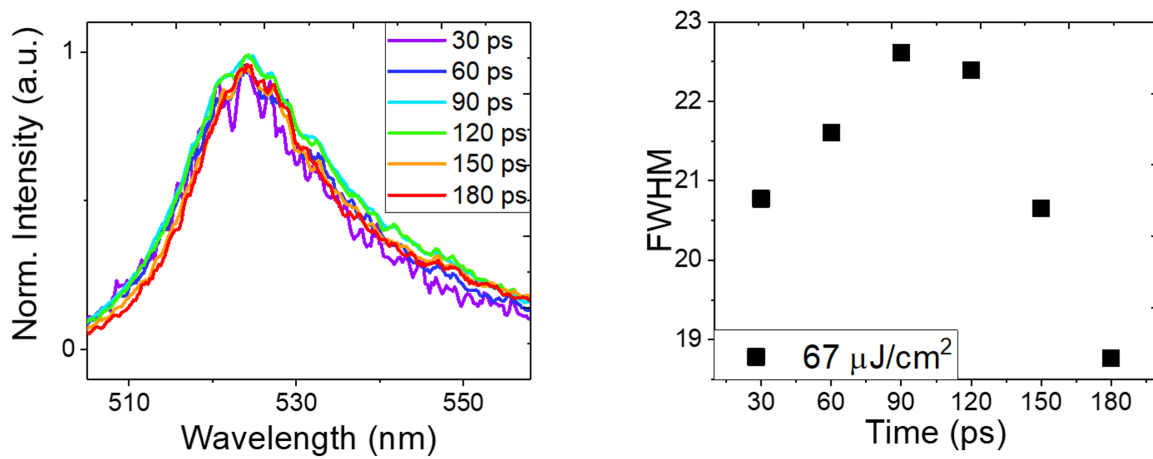 Norm. Intensity (a.u.)
1
0
30 ps
60 ps
90 ps
120 ps
150 ps
180 ps
510
530
550
Wavelength (nm)
FWHM
23
22
21
20
19
67 μJ/cm²
30
60
90
120
150
180
Time (ps)